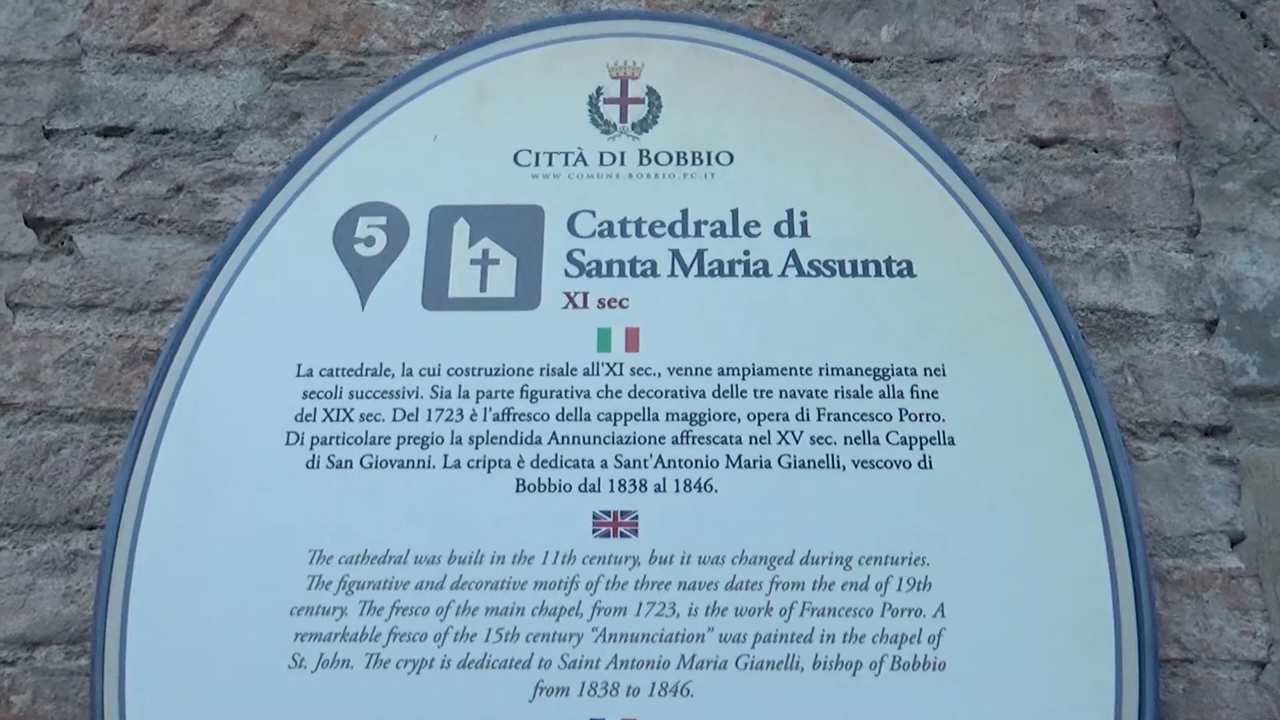 CITTÀ DI BOBBIO
WWW.COMUNE.BOBBIO.PC.IT
5
Cattedrale di
Santa Maria Assunta
XI sec
La cattedrale, la cui costruzione risale all'XI sec., venne ampiamente rimaneggiata nei
secoli successivi. Sia la parte figurativa che decorativa delle tre navate risale alla fine
del XIX sec. Del 1723 è l'affresco della cappella maggiore, opera di Francesco Porro.
Di particolare pregio la splendida Annunciazione affrescata nel XV sec. nella Cappella
di San Giovanni. La cripta è dedicata a Sant'Antonio Maria Gianelli, vescovo di
Bobbio dal 1838 al 1846.
The cathedral was built in the 11th century, but it was changed during centuries.
The figurative and decorative motifs of the three naves dates from the end of 19th
century. The fresco of the main chapel, from 1723, is the work of Francesco Porro. A
remarkable fresco of the 15th century “Annunciation” was painted in the chapel of
St. John. The crypt is dedicated to Saint Antonio Maria Gianelli, bishop of Bobbio
from 1838 to 1846.